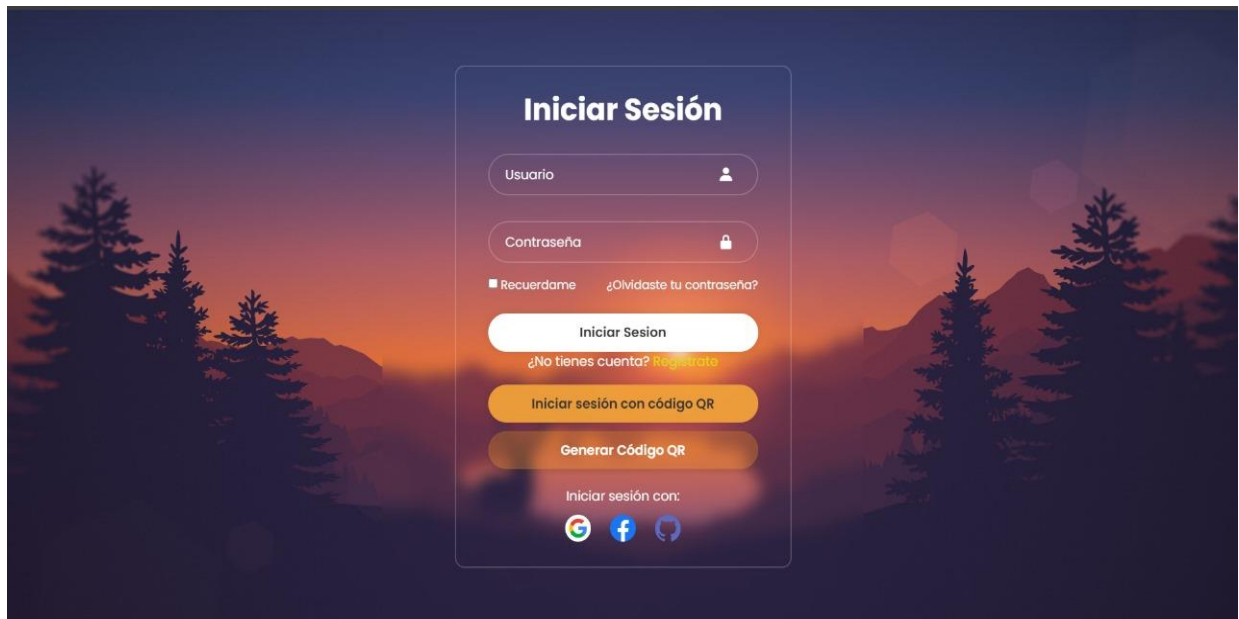 Iniciar Sesión
Usuario
Contraseña
Recuerdame ¿Olvidaste tu contraseña?
Iniciar Sesion
¿No tienes cuenta? Registrate
Iniciar sesión con código QR
Generar Código QR
Iniciar sesión con: